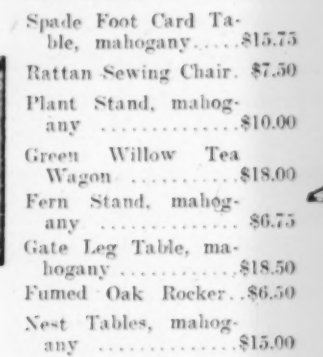 Spade Foot Card Ta-
ble, mahogany.....$15.75
Rattan Sewing Chair. $7.50
Plant Stand, mahog-
any .............$10.00
Green Willow Tea
Wagon ...........$18.00
Fern Stand, mahog-
any ............. $6.75
Gate Leg Table, ma-
hogany ...........$18.50
Fumed Oak Rocker..$6.50
Nest Tables, mahog-
any ..............$15.00